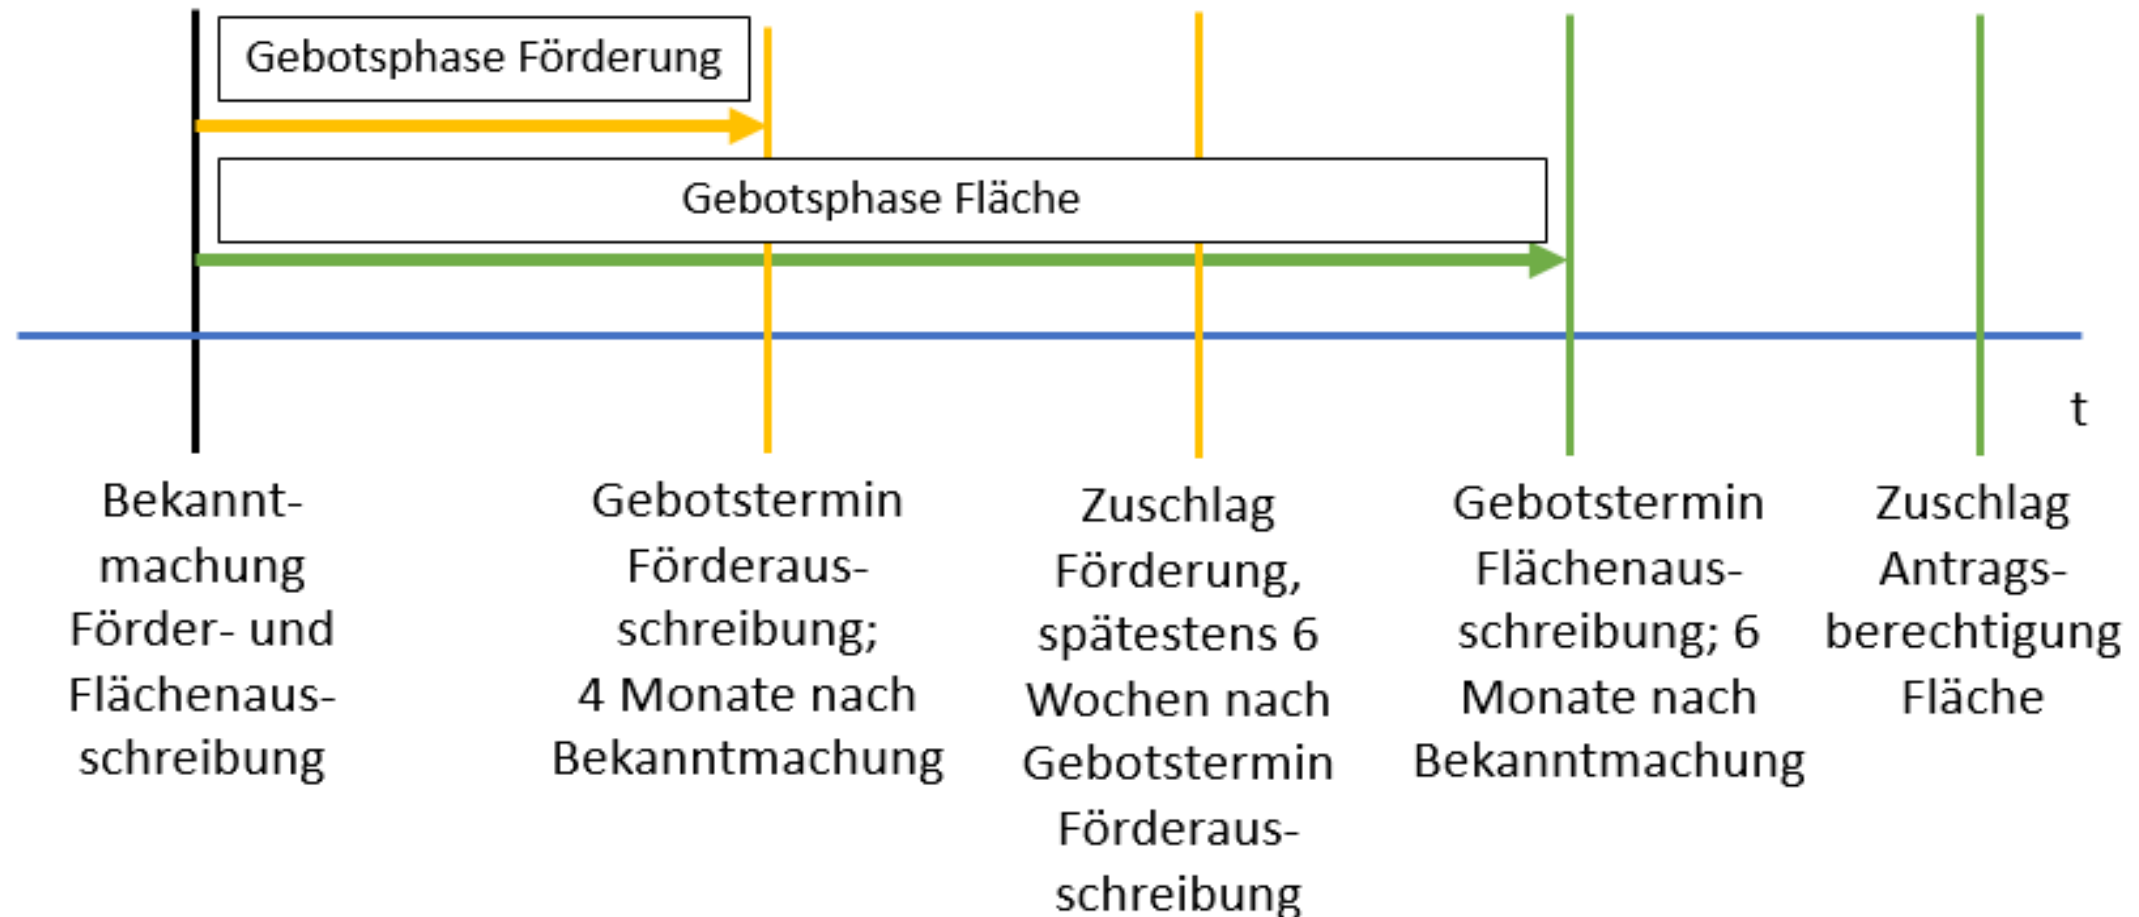 Gebotsphase Förderung
Gebotsphase Fläche
t
Bekannt-
machung
Förder- und
Flächenaus-
schreibung
Gebotstermin
Förderaus-
schreibung;
4 Monate nach
Bekanntmachung
Zuschlag
Förderung,
spätestens 6
Wochen nach
Gebotstermin
Förderaus-
schreibung
Gebotstermin
Flächenaus-
schreibung; 6
Monate nach
Bekanntmachung
Zuschlag
Antrags-
berechtigung
Fläche